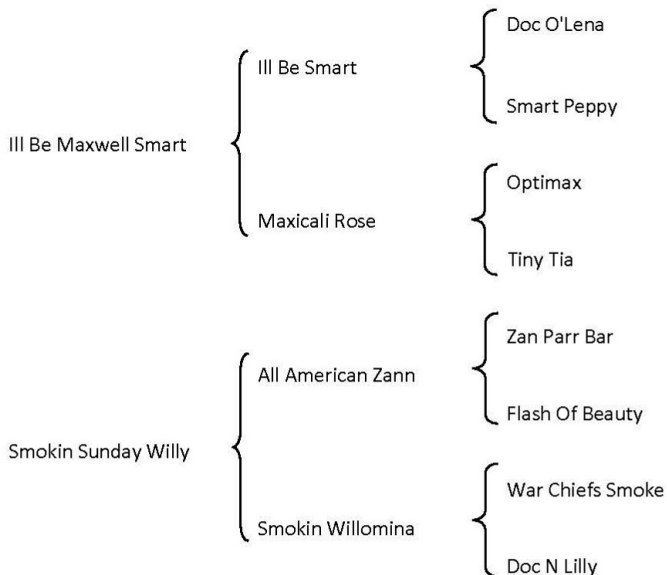 Doc O'Lena
Ill Be Smart
Smart Peppy
Ill Be Maxwell Smart
Optimax
Maxicali Rose
Tiny Tia
Zan Parr Bar
All American Zann
Flash Of Beauty
Smokin Sunday Willy
War Chiefs Smoke
Smokin Willomina
Doc N Lilly